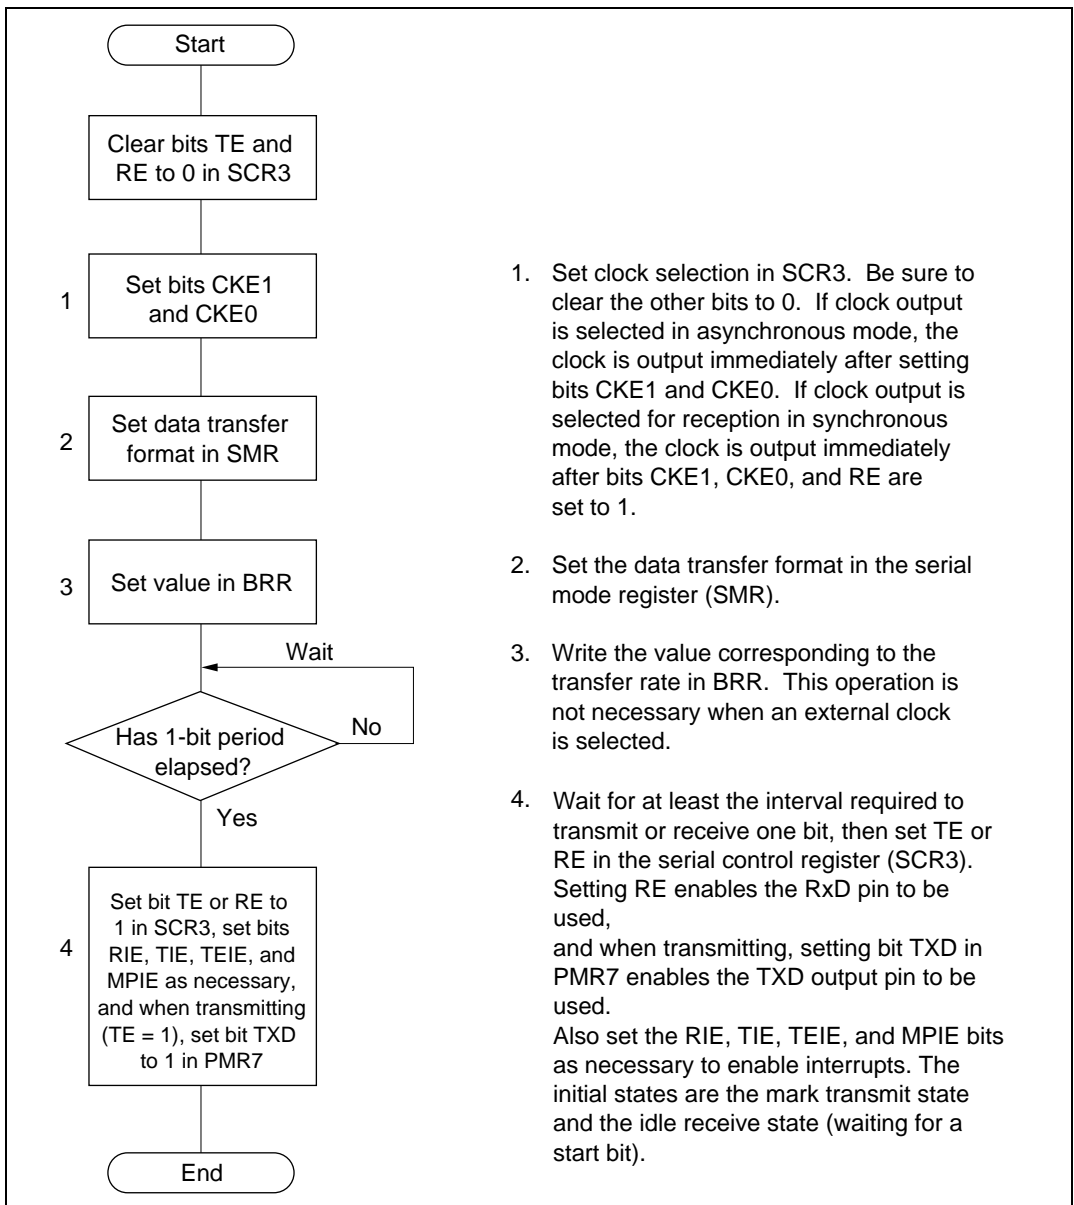 Start
Clear bits TE and
RE to 0 in SCR3
1
Set bits CKE1
and CKE0
2
Set data transfer
format in SMR
3
Set value in BRR
Wait
Has 1-bit period
elapsed?
No
Yes
4
Set bit TE or RE to
1 in SCR3, set bits
RIE, TIE, TEIE, and
MPIE as necessary,
and when transmitting
(TE = 1), set bit TXD
to 1 in PMR7
End
1. Set clock selection in SCR3. Be sure to
clear the other bits to 0. If clock output
is selected in asynchronous mode, the
clock is output immediately after setting
bits CKE1 and CKE0. If clock output is
selected for reception in synchronous
mode, the clock is output immediately
after bits CKE1, CKE0, and RE are
set to 1.
2. Set the data transfer format in the serial
mode register (SMR).
3. Write the value corresponding to the
transfer rate in BRR. This operation is
not necessary when an external clock
is selected.
4. Wait for at least the interval required to
transmit or receive one bit, then set TE or
RE in the serial control register (SCR3).
Setting RE enables the RxD pin to be
used,
and when transmitting, setting bit TXD in
PMR7 enables the TXD output pin to be
used.
Also set the RIE, TIE, TEIE, and MPIE bits
as necessary to enable interrupts. The
initial states are the mark transmit state
and the idle receive state (waiting for a
start bit).